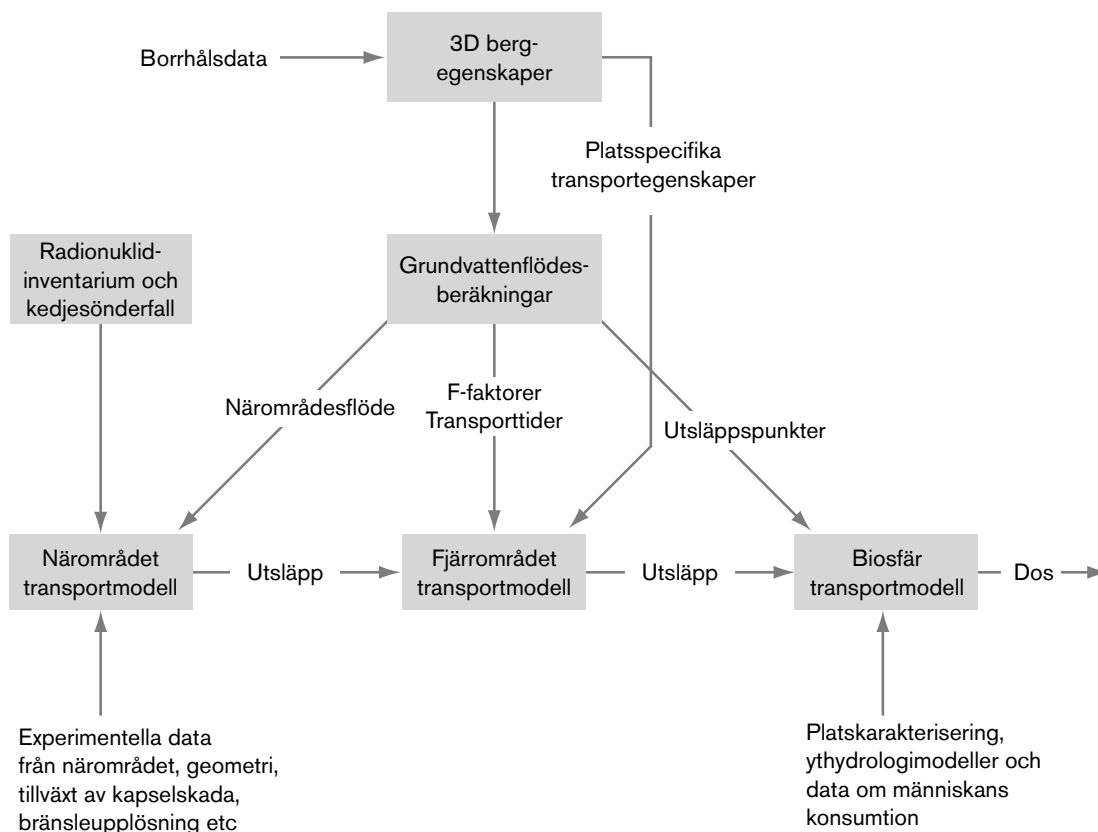 3D berg-
egenskaper
Borrhålsdata
Platsspecifika
transportegenskaper
Radionuklid-
inventarium och
kedjesönderfall
Grundvattenflödes-
beräkningar
Närområdesflöde
F-faktorer
Transporttider
Utsläppspunkter
Närområdet
transportmodell
Utsläpp
Fjärrområdet
transportmodell
Utsläpp
Biosfär
transportmodell
Dos
Experimentella data
från närområdet, geometri,
tillväxt av kapselskada,
bränsleupplösning etc
Platskarakterisering,
ythydrologimodeller och
data om människans
konsumtion